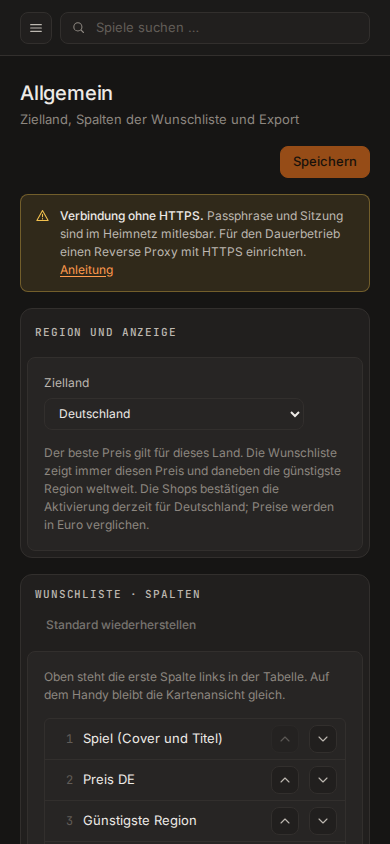 Spiele suchen ...
Allgemein
Zielland, Spalten der Wunschliste und Export
Speichern
Verbindung ohne HTTPS. Passphrase und Sitzung
sind im Heimnetz mitlesbar. Für den Dauerbetrieb
einen Reverse Proxy mit HTTPS einrichten.
Anleitung
REGION UND ANZEIGE
Zielland
Deutschland
Der beste Preis gilt für dieses Land. Die Wunschliste
zeigt immer diesen Preis und daneben die günstigste
Region weltweit. Die Shops bestätigen die
Aktivierung derzeit für Deutschland; Preise werden
in Euro verglichen.
WUNSCHLISTE · SPALTEN
Standard wiederherstellen
Oben steht die erste Spalte links in der Tabelle. Auf
dem Handy bleibt die Kartenansicht gleich.
1 Spiel (Cover und Titel)
2 Preis DE
3 Günstigste Region